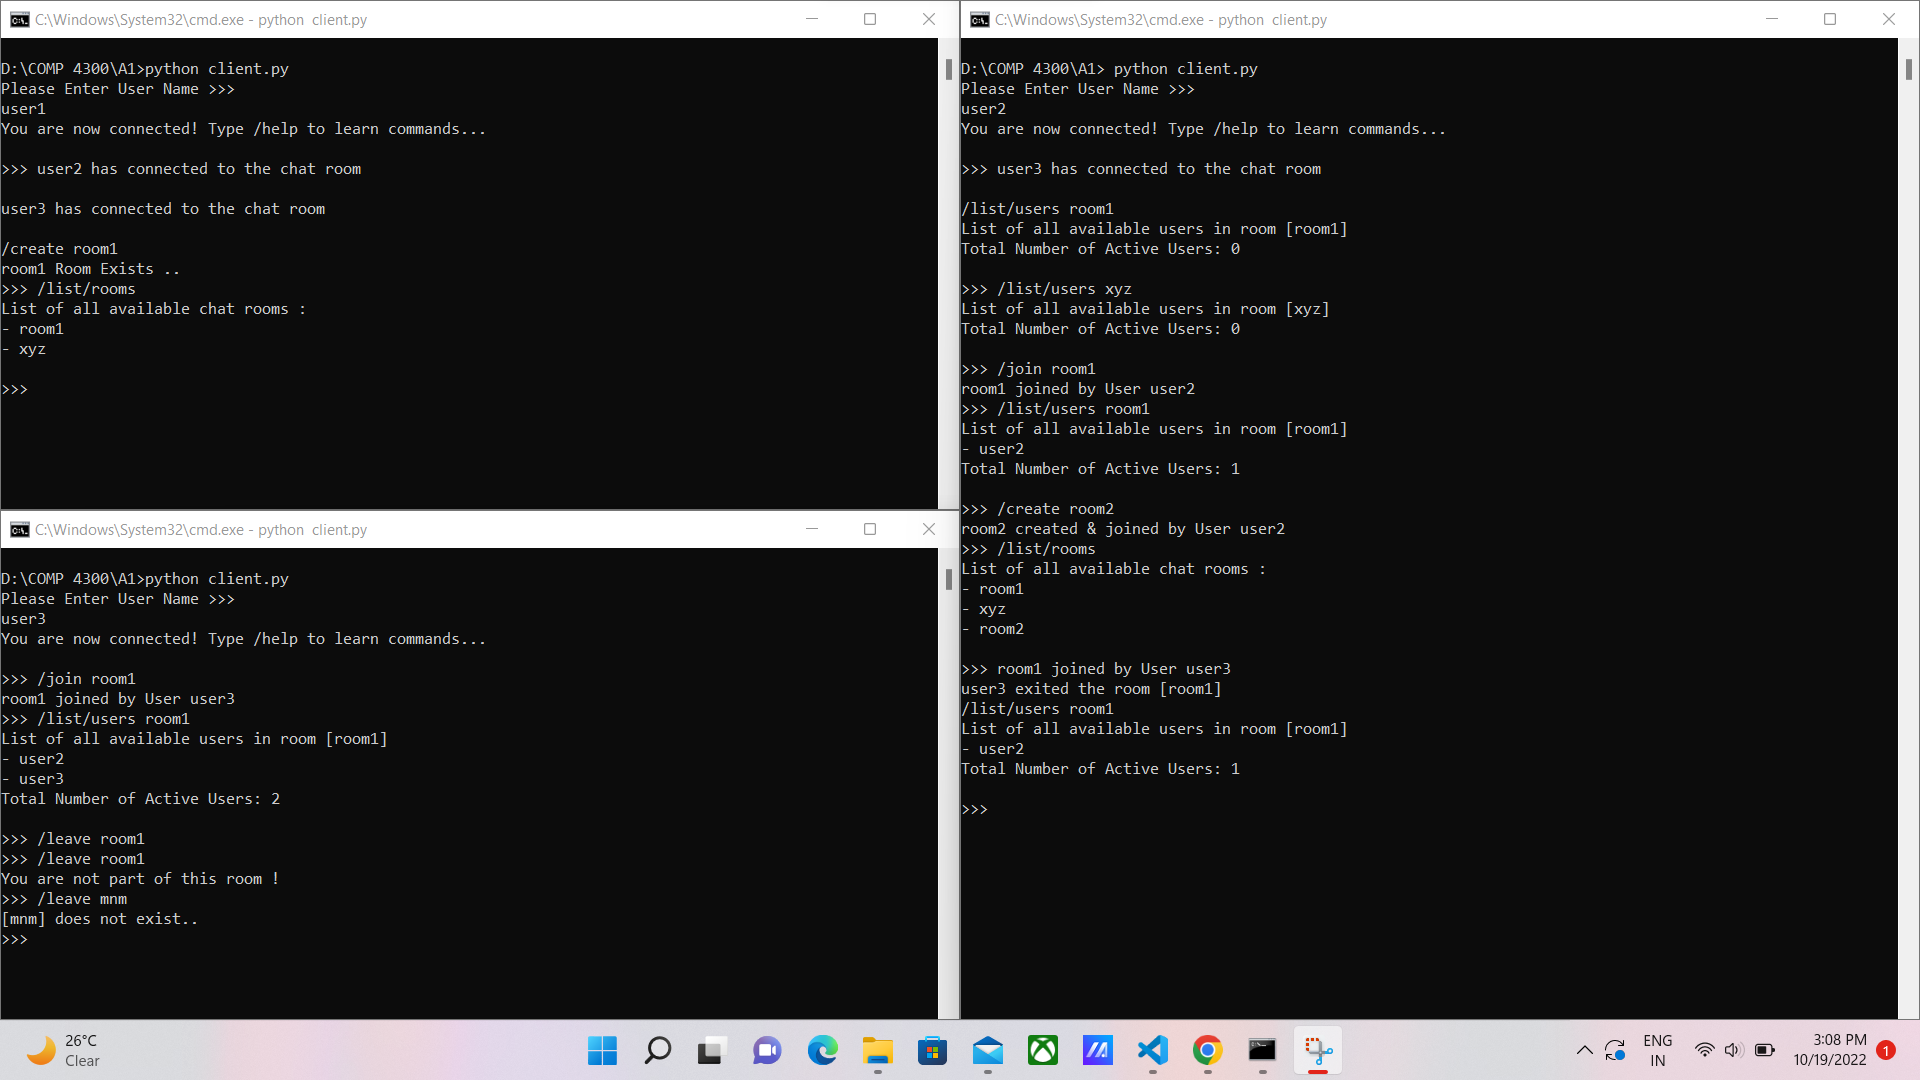 C:\Windows\System32\cmd.exe - python  client.py
D:\COMP 4300\A1>python client.py
Please Enter User Name >>>
user1
You are now connected! Type /help to learn commands...
>>> user2 has connected to the chat room
user3 has connected to the chat room
/create room1
room1 Room Exists ..
>>> /list/rooms
List of all available chat rooms :
- room1
- xyz
>>>
C:\Windows\System32\cmd.exe - python  client.py
D:\COMP 4300\A1>python client.py
Please Enter User Name >>>
user3
You are now connected! Type /help to learn commands...
>>> /join room1
room1 joined by User user3
>>> /list/users room1
List of all available users in room [room1]
- user2
- user3
Total Number of Active Users: 2
>>> /leave room1
>>> /leave room1
You are not part of this room !
>>> /leave mnm
[mnm] does not exist..
>>>
C:\Windows\System32\cmd.exe - python  client.py
D:\COMP 4300\A1> python client.py
Please Enter User Name >>>
user2
You are now connected! Type /help to learn commands...
>>> user3 has connected to the chat room
/list/users room1
List of all available users in room [room1]
Total Number of Active Users: 0
>>> /list/users xyz
List of all available users in room [xyz]
Total Number of Active Users: 0
>>> /join room1
room1 joined by User user2
>>> /list/users room1
List of all available users in room [room1]
- user2
Total Number of Active Users: 1
>>> /create room2
room2 created & joined by User user2
>>> /list/rooms
List of all available chat rooms :
- room1
- xyz
- room2
>>> room1 joined by User user3
user3 exited the room [room1]
/list/users room1
List of all available users in room [room1]
- user2
Total Number of Active Users: 1
>>>
26°C
Clear
ENG
IN
3:08 PM
10/19/2022
1